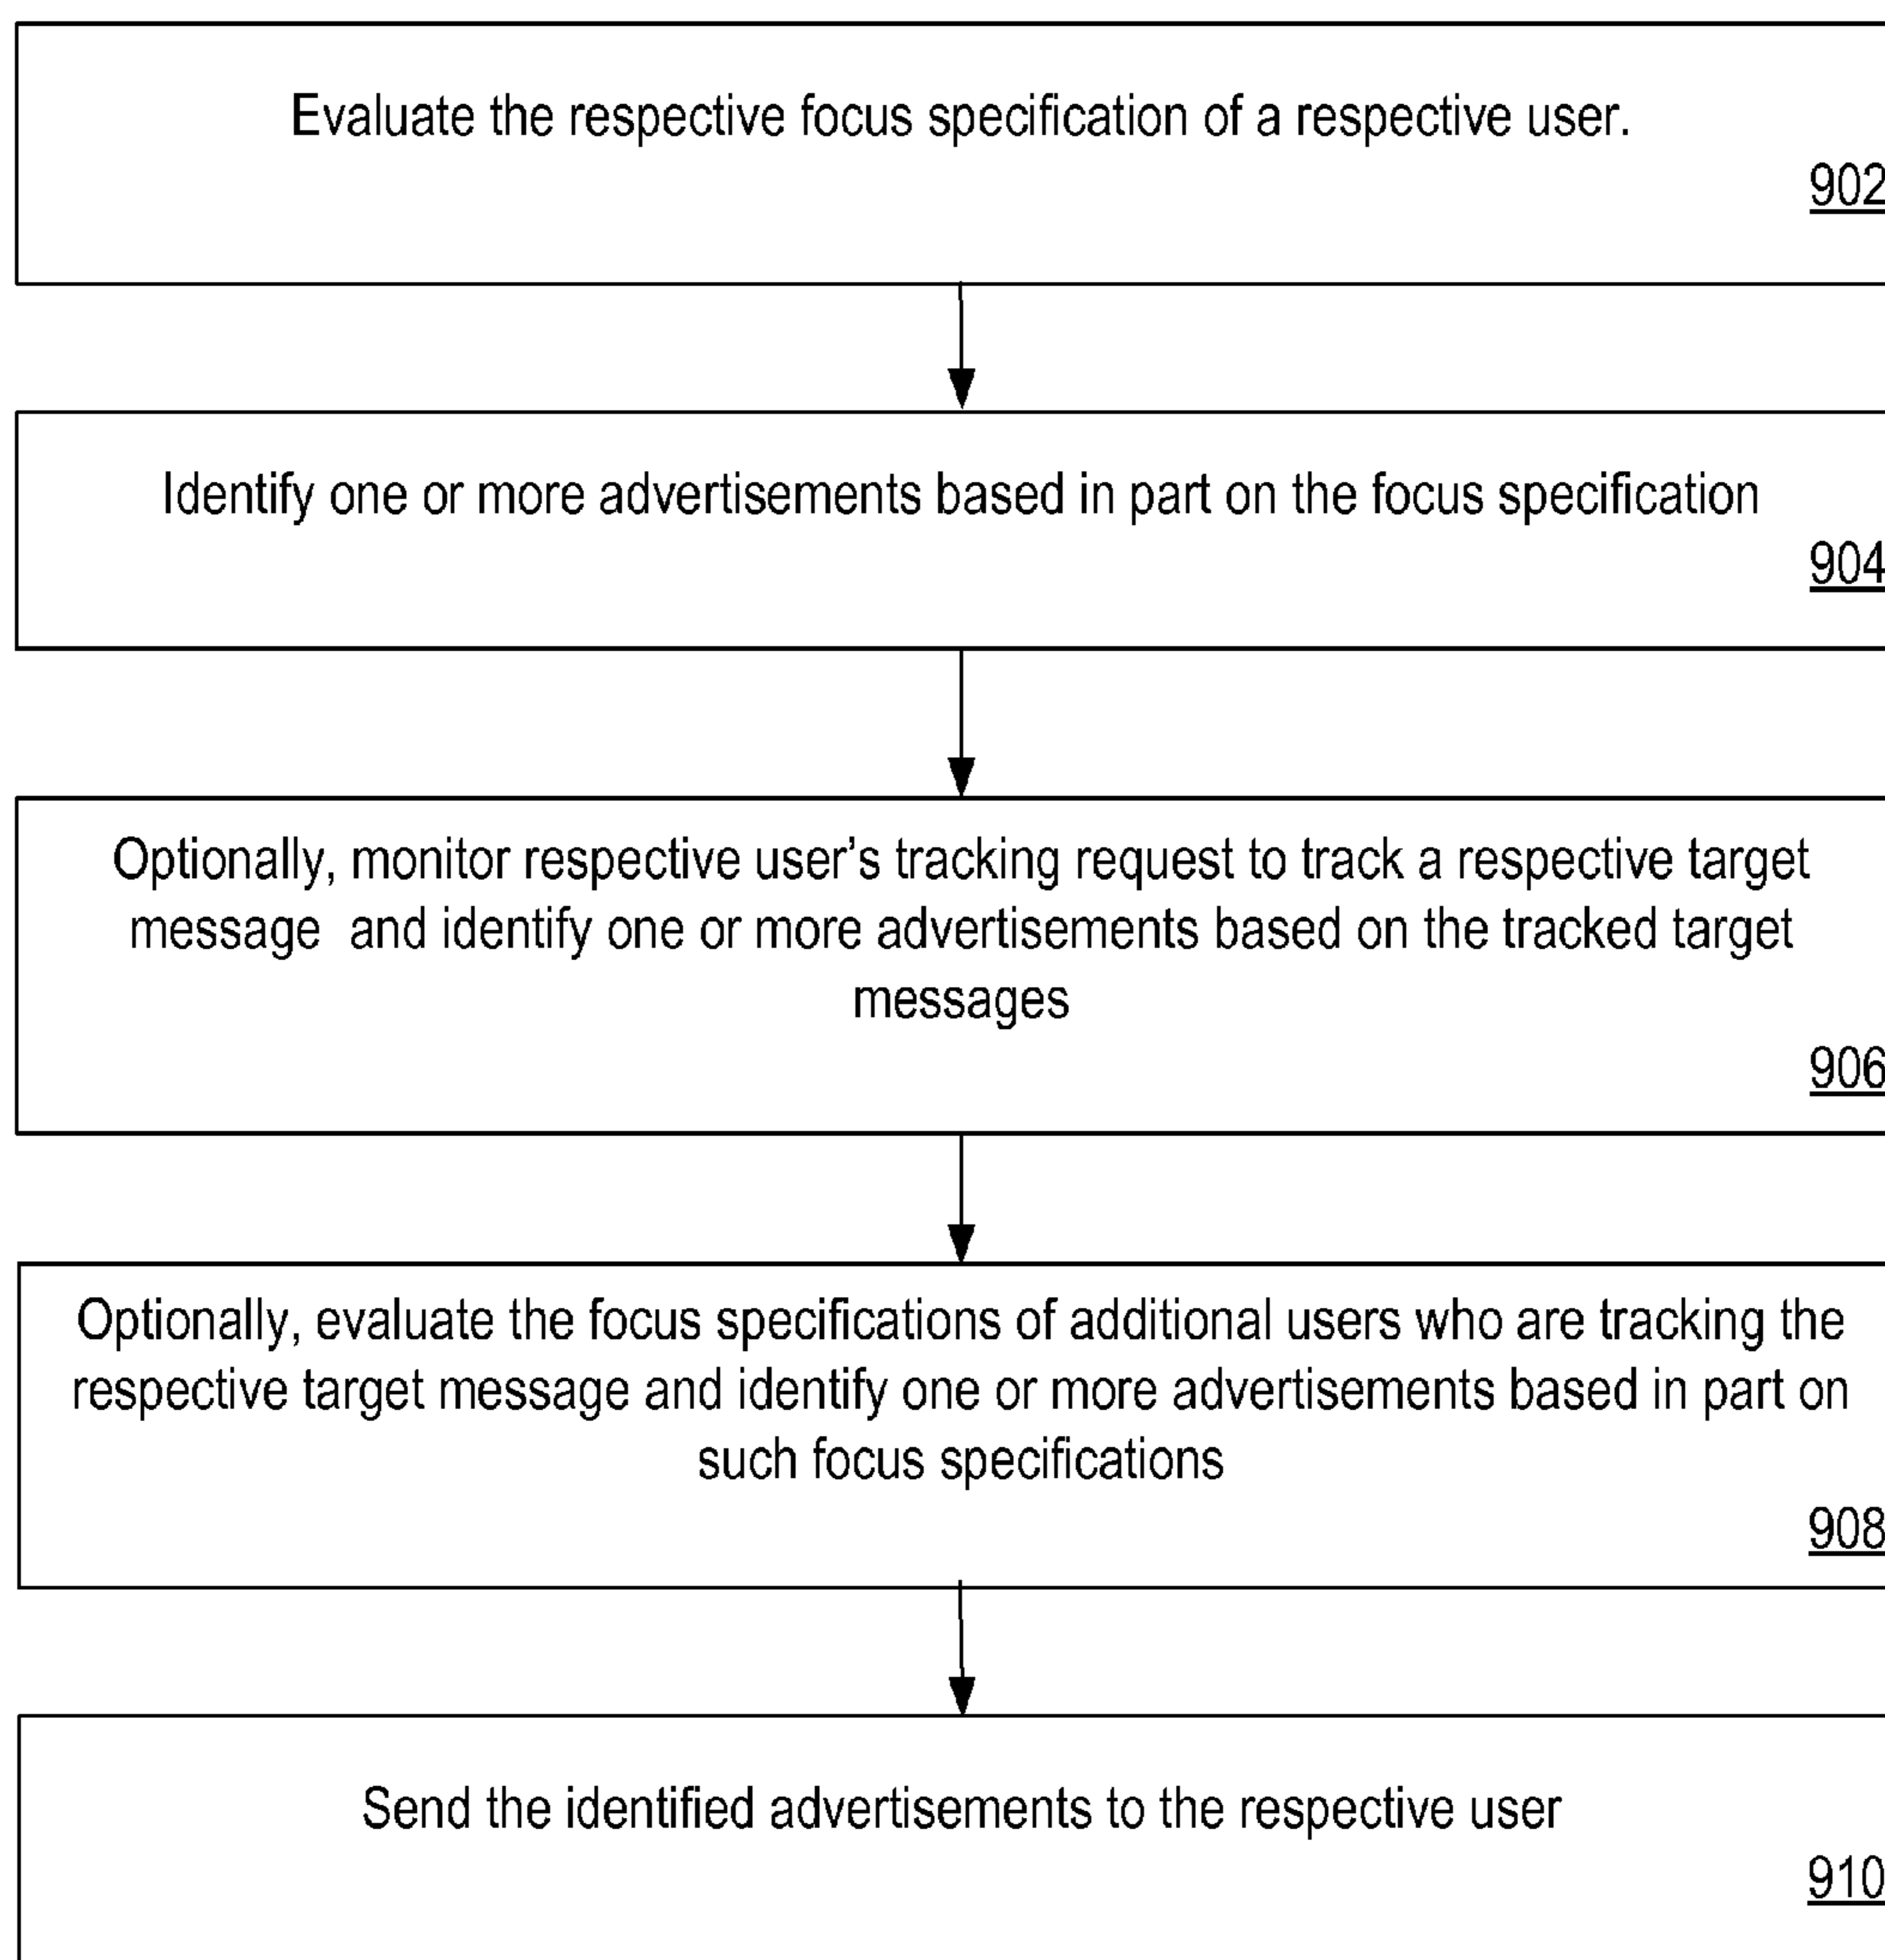 Evaluate the respective focus specification of a respective user.
902
Identify one or more advertisements based in part on the focus specification
904
Optionally, monitor respective user's tracking request to track a respective target
message and identify one or more advertisements based on the tracked target
messages
906
Optionally, evaluate the focus specifications of additional users who are tracking the
respective target message and identify one or more advertisements based in part on
such focus specifications
908
Send the identified advertisements to the respective user
910